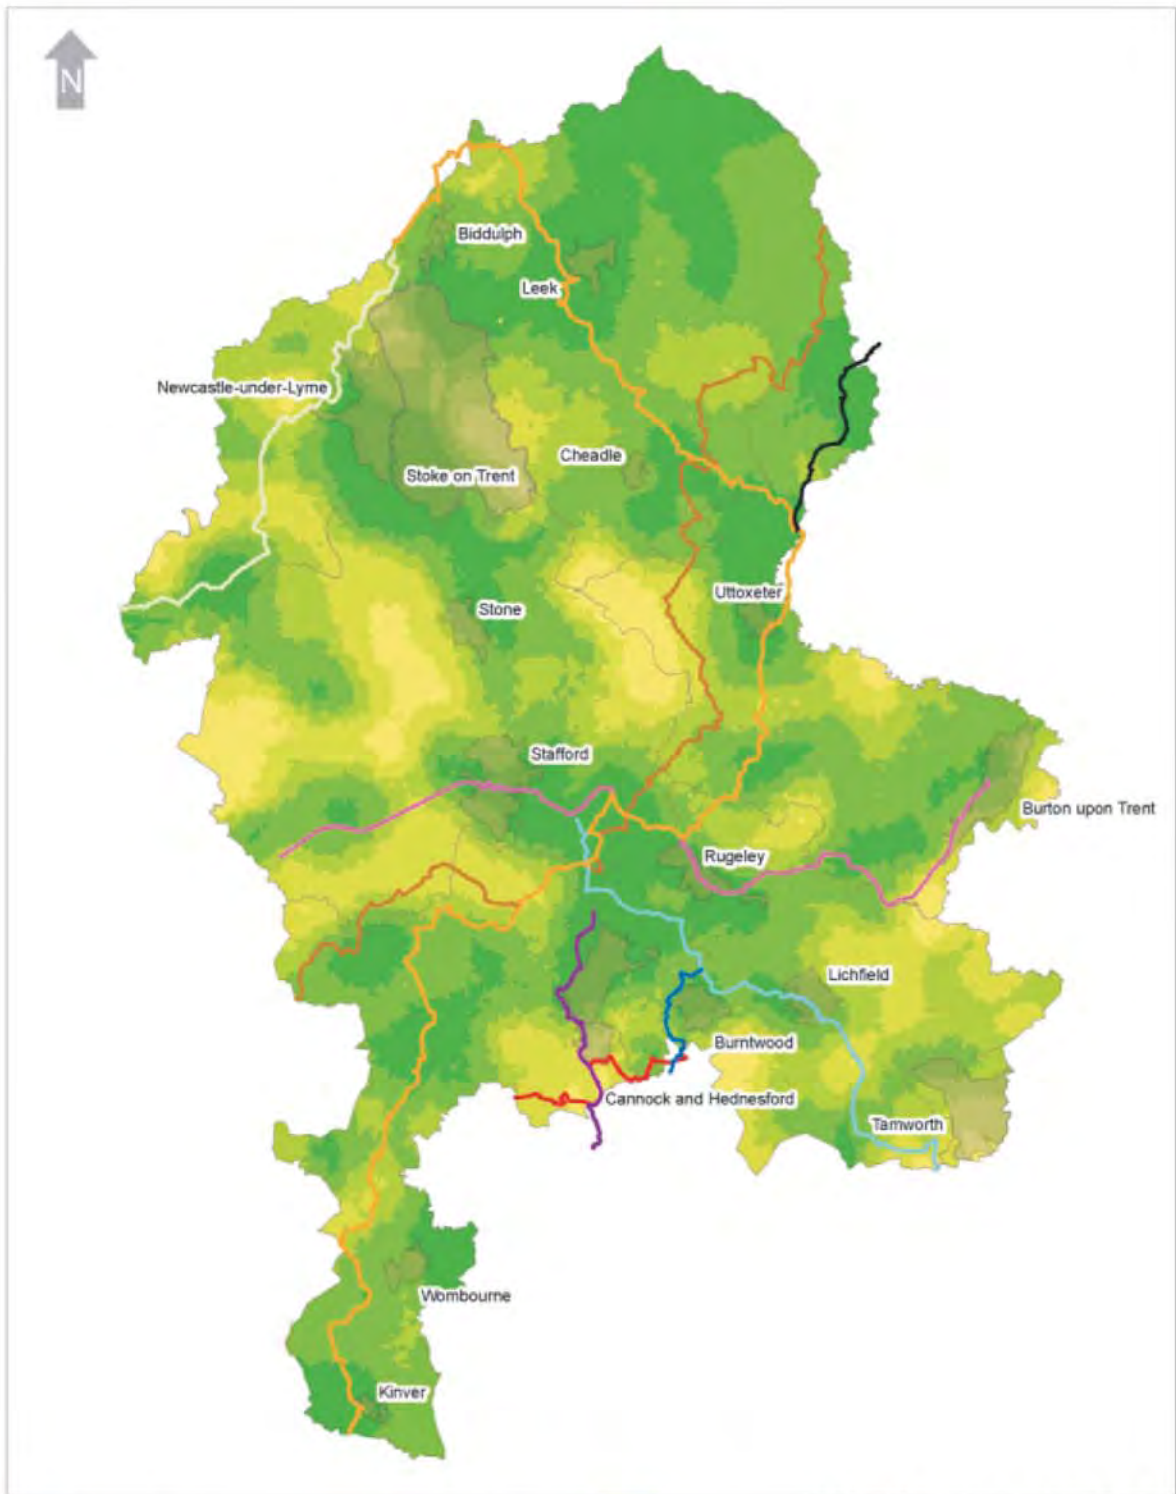 N
Biddulph
Leek
Newcastle-under-Lyme
Cheadle
Stoke on Trent
Uttoxeter
Stone
Stafford
Burton upon Trent
Rugeley
Lichfield
Burntwood
Cannock and Hednesford
Tamworth
Wombourne
Kinver